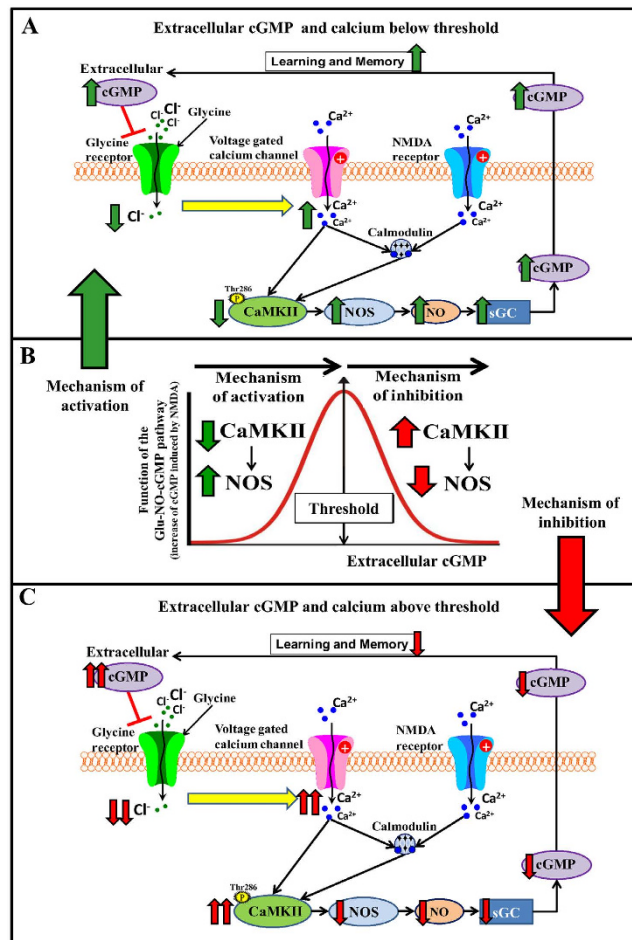 A
Extracellular cGMP and calcium below threshold
Learning and Memory
Extracellular
cGMP
cGMP
Cl-
Cl-
Cl-
Cl-
Glycine
Glycine
receptor
Voltage gated
calcium channel
Ca2+
+
NMDA
receptor
Ca2+
+
Cl-
Ca2+
Ca2+
Ca2+
Calmodulin
cGMP
Thr286
P
CaMKII
NOS
NO
sGC
Mechanism of
activation
B
Function of the
Glu-NO-cGMP pathway
(increase of cGMP induced by NMDA)
Mechanism
of activation
Mechanism
of inhibition
CaMKII
NOS
CaMKII
NOS
Threshold
Extracellular cGMP
Mechanism of
inhibition
C
Extracellular cGMP and calcium above threshold
Learning and Memory
Extracellular
cGMP
cGMP
Cl-
Cl-
Cl-
Cl-
Glycine
Glycine
receptor
Voltage gated
calcium channel
Ca2+
+
NMDA
receptor
Ca2+
+
Cl-
Ca2+
Ca2+
Ca2+
Calmodulin
cGMP
Thr286
P
CaMKII
NOS
NO
sGC